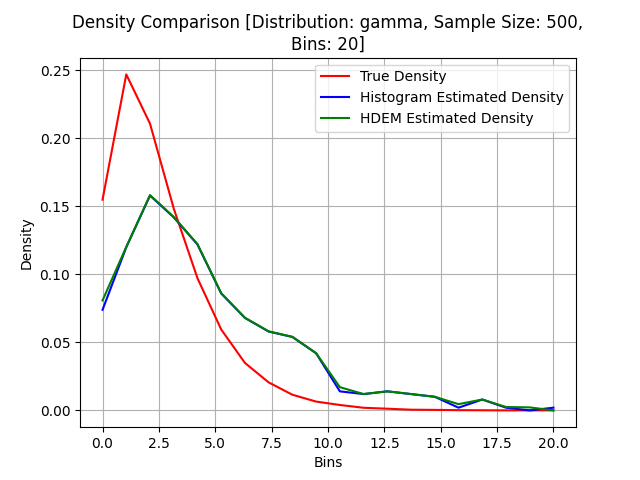 Density Comparison [Distribution: gamma, Sample Size: 500,
Bins: 20]
True Density
Histogram Estimated Density
HDEM Estimated Density
Density
0.25
0.20
0.15
0.10
0.05
0.00
0.0 2.5 5.0 7.5 10.0 12.5 15.0 17.5 20.0
Bins